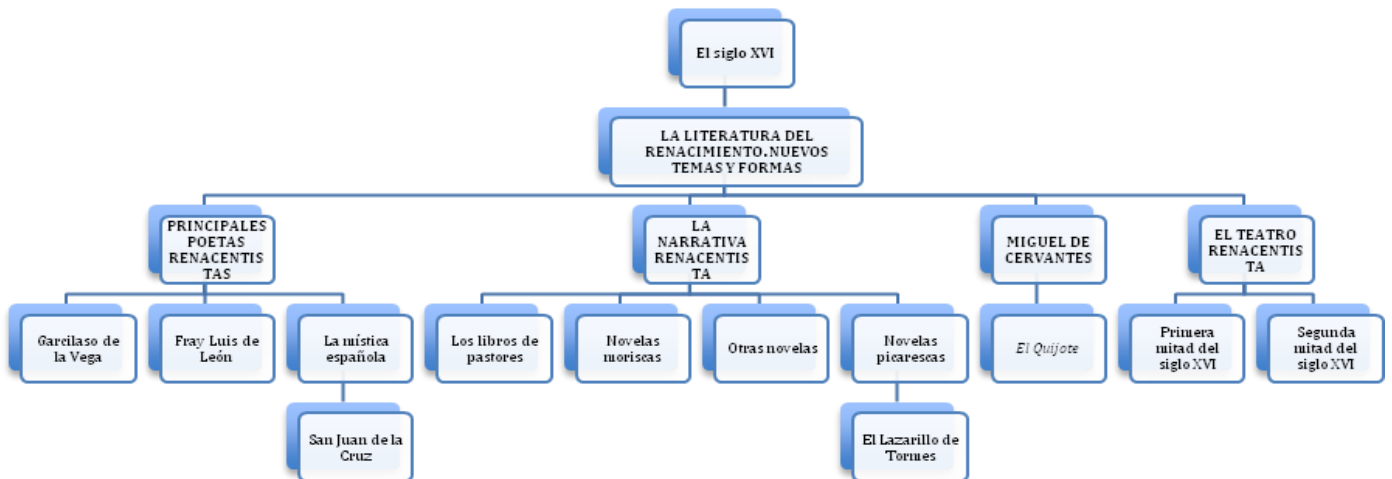 El siglo XVI
LA LITERATURA DEL
RENACIMIENTO.NUEVOS
TEMAS Y FORMAS
PRINCIPALES
POETAS
RENACENTIS
TAS
LA
NARRATIVA
RENACENTIS
TA
MIGUEL DE
CERVANTES
EL TEATRO
RENACENTIS
TA
Garcilaso de
la Vega
Fray Luis de
León
La mística
española
Los libros de
pastores
Novelas
moriscas
Otras novelas
Novelas
picarescas
El Quijote
Primera
mitad del
siglo XVI
Segunda
mitad del
siglo XVI
San Juan de la
Cruz
El Lazarillo de
Tormes